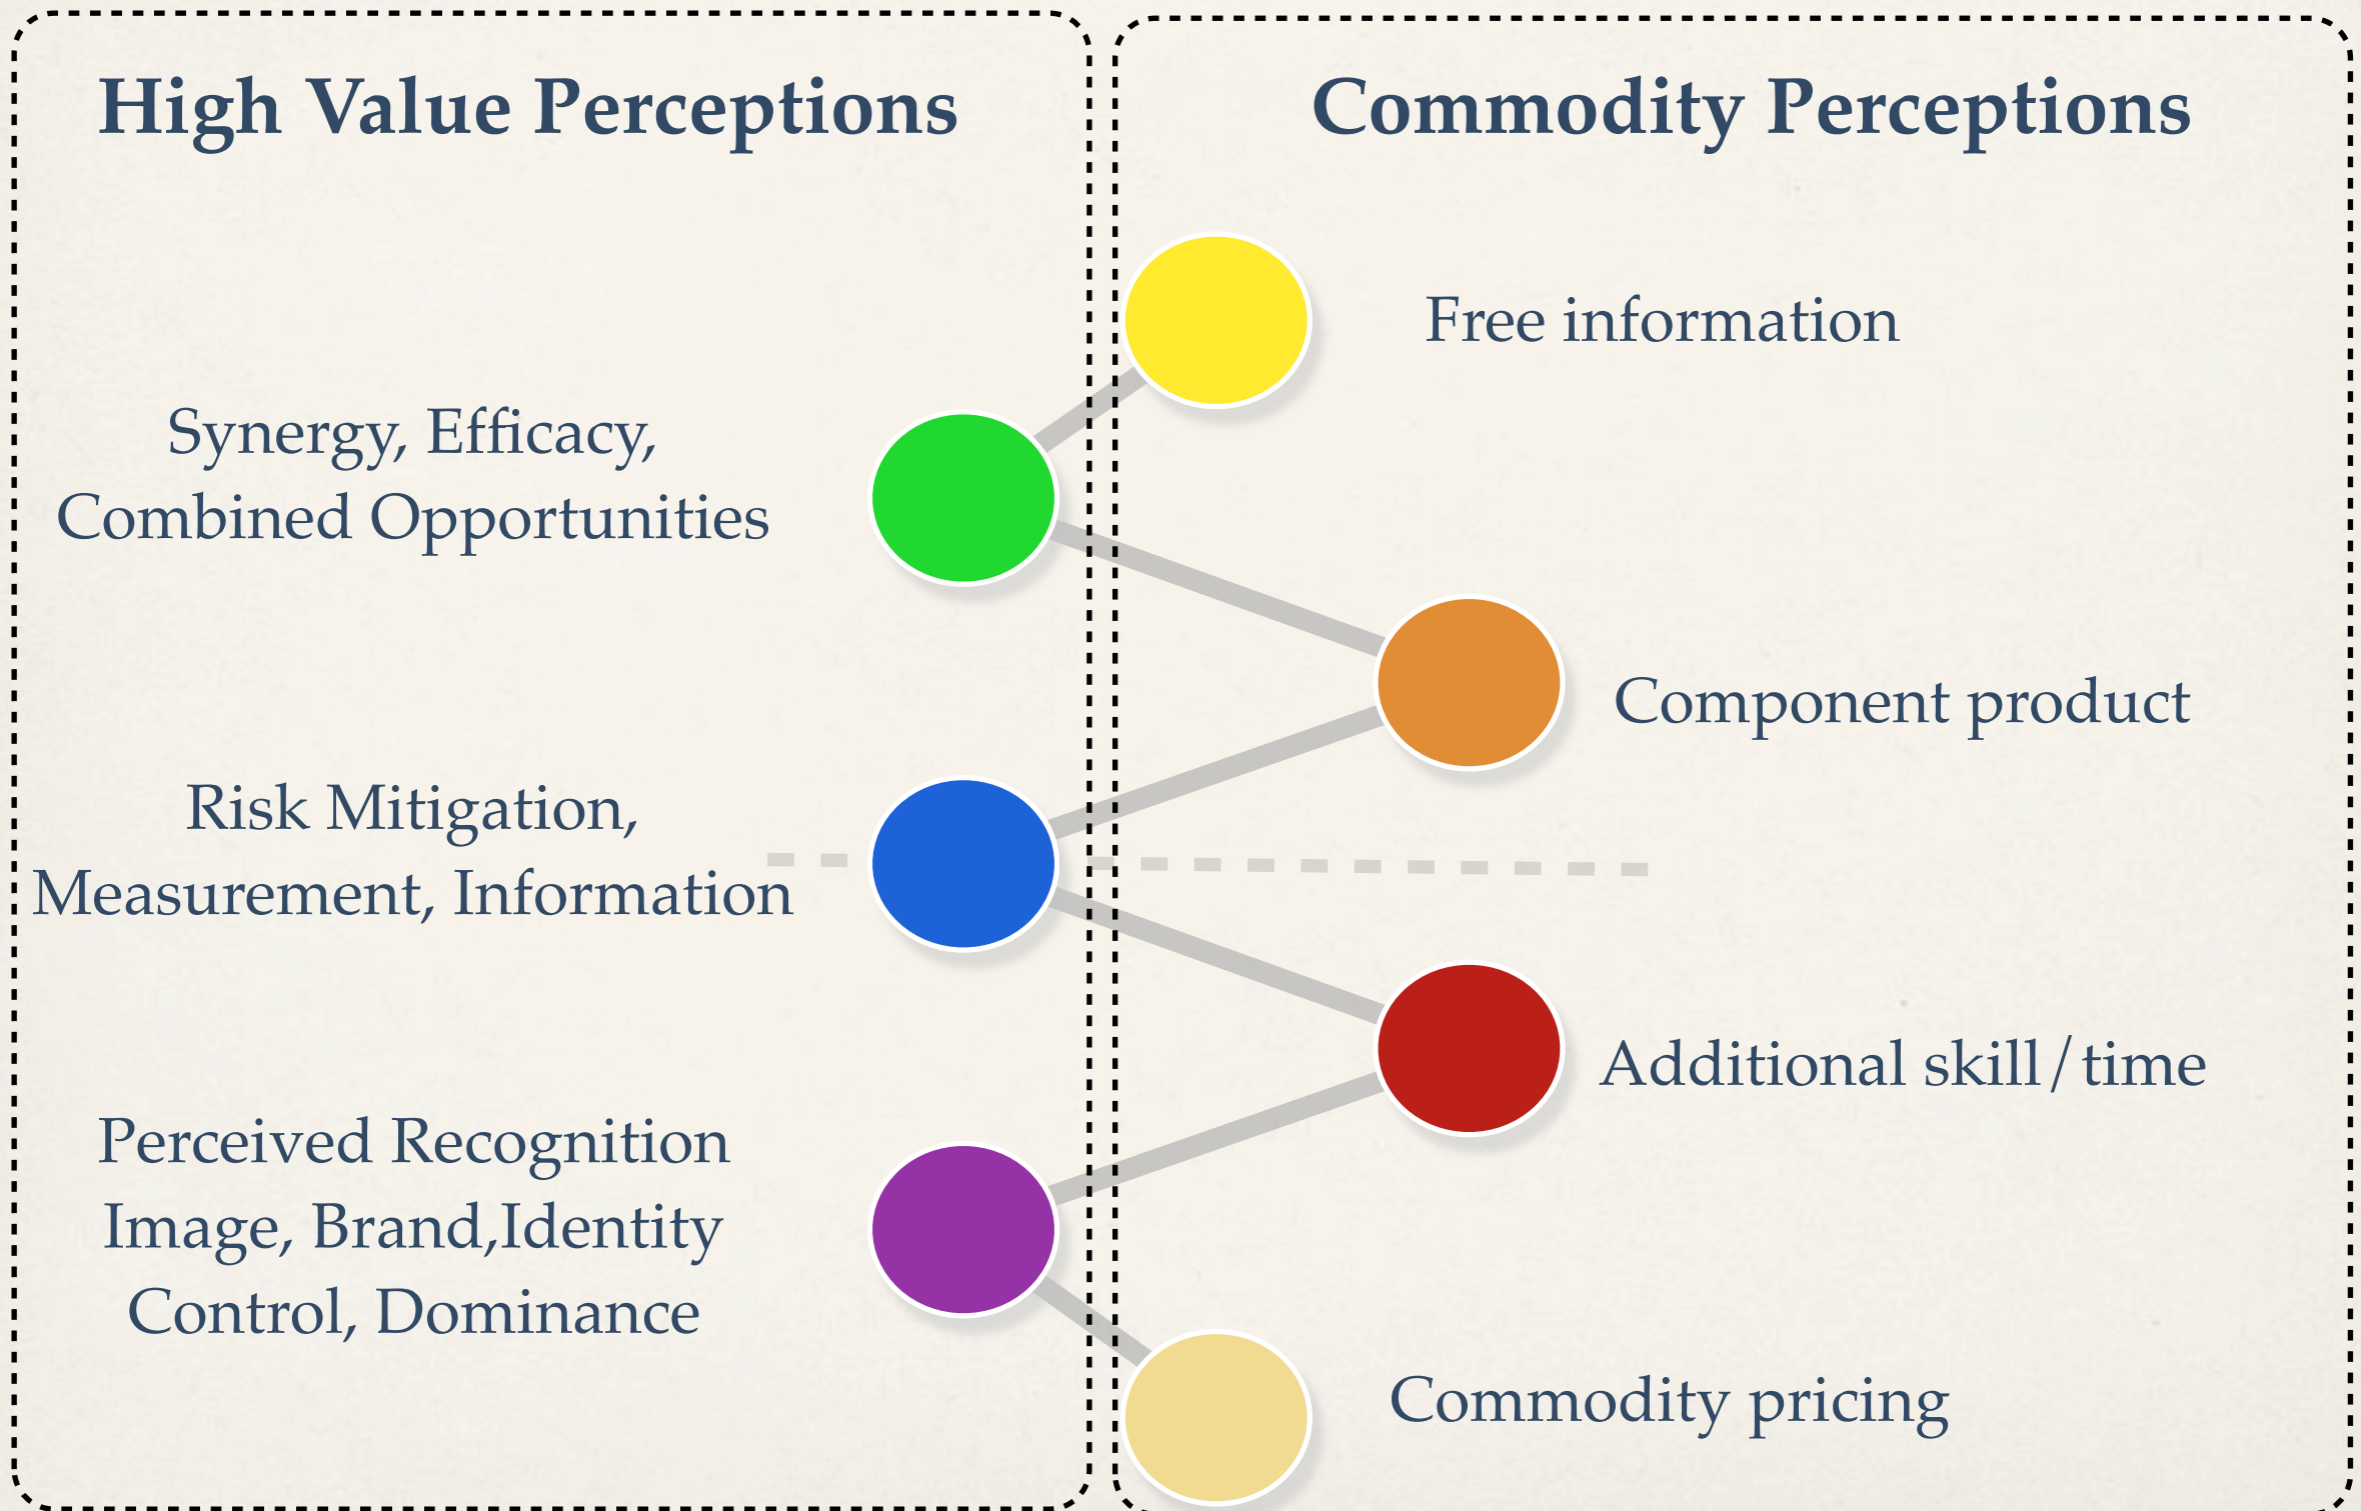 High Value Perceptions
Synergy, Efficacy,
Combined Opportunities
Risk Mitigation,
Measurement, Information
Perceived Recognition
Image, Brand,Identity
Control, Dominance
Commodity Perceptions
Free information
Component product
Additional skill/time
Commodity pricing